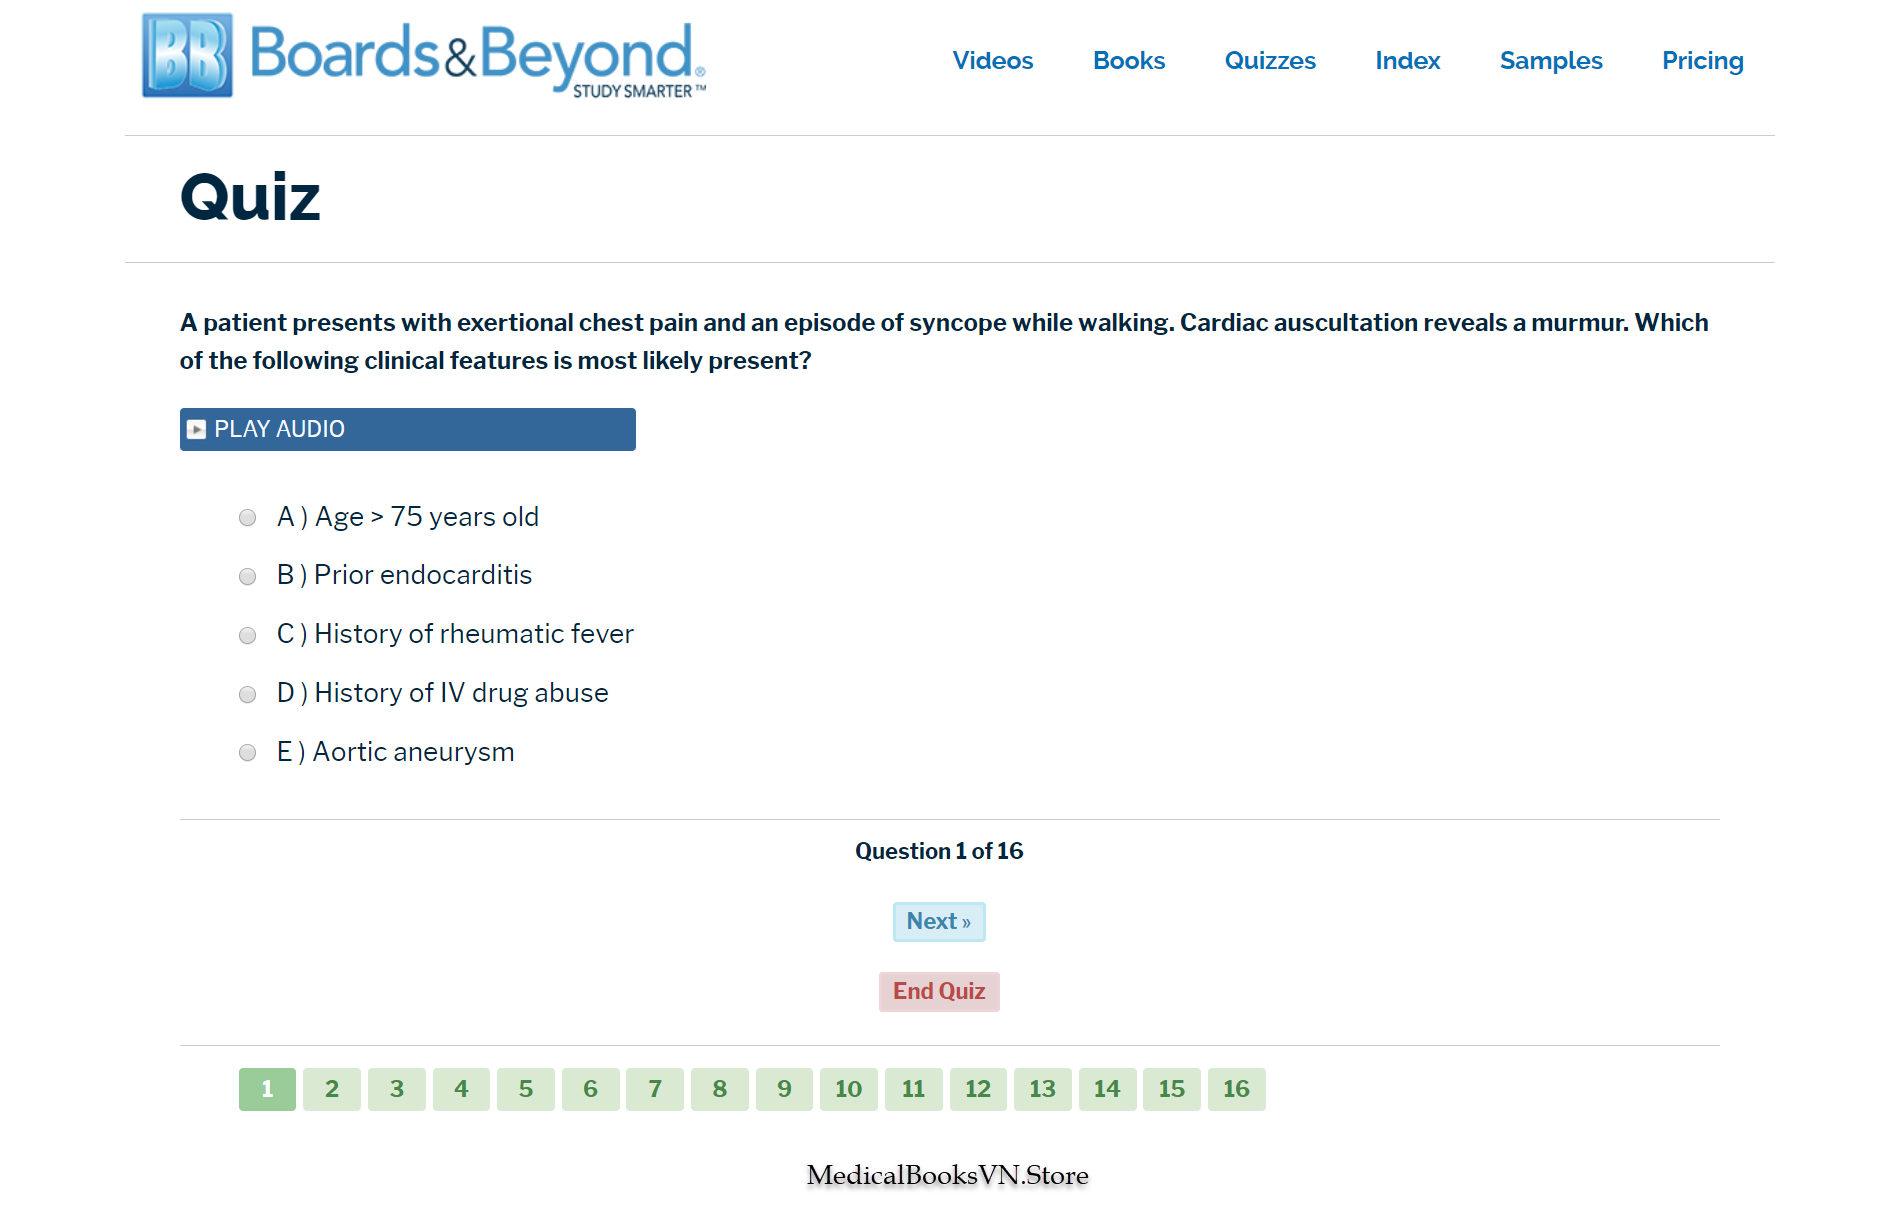 BB Boards&Beyond®
STUDY SMARTER™
Videos Books Quizzes Index Samples Pricing
Quiz
A patient presents with exertional chest pain and an episode of syncope while walking. Cardiac auscultation reveals a murmur. Which
of the following clinical features is most likely present?
PLAY AUDIO
A ) Age > 75 years old
B ) Prior endocarditis
C ) History of rheumatic fever
D ) History of IV drug abuse
E ) Aortic aneurysm
Question 1 of 16
Next »
End Quiz
1 2 3 4 5 6 7 8 9 10 11 12 13 14 15 16
MedicalBooksVN.Store